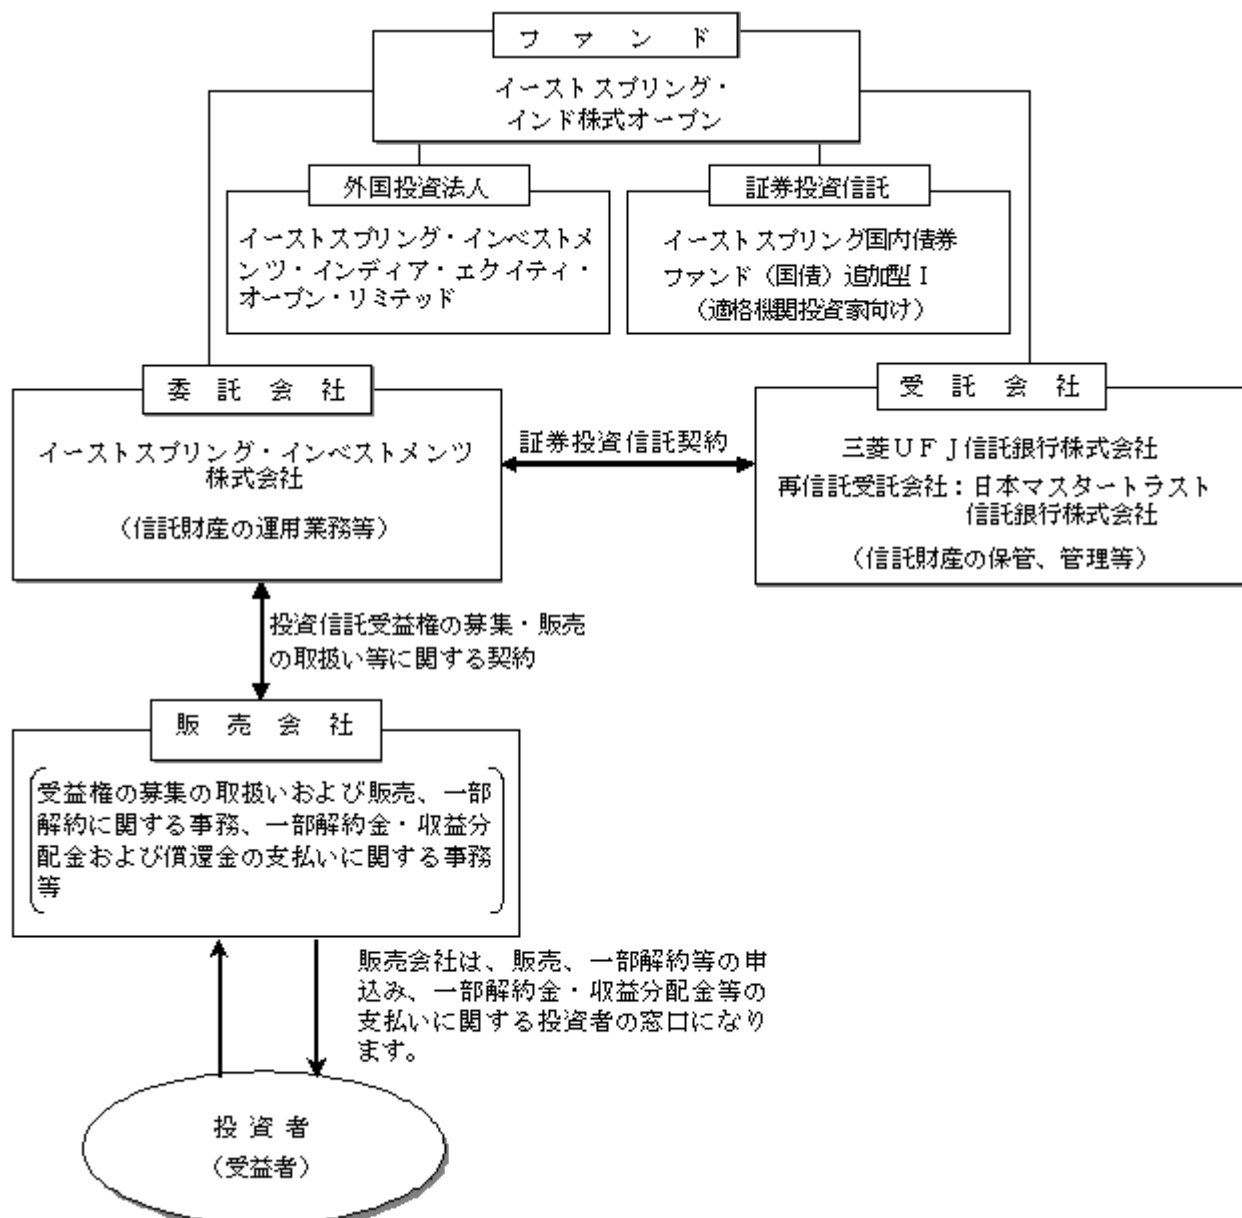 ファンド
イーストスプリング・
インド株式オープン
外国投資法人
イーストスプリング・インベストメ
ンツ・インディア・エクイティ・
オープン・リミテッド
証券投資信託
イーストスプリング国内債券
ファンド（国債）追加型Ⅰ
（適格機関投資家向け）
委託会社
イーストスプリング・インベストメンツ
株式会社
（信託財産の運用業務等）
証券投資信託契約
受託会社
三菱ＵＦＪ信託銀行株式会社
再信託受託会社：日本マスタートラスト
信託銀行株式会社
（信託財産の保管、管理等）
投資信託受益権の募集・販売
の取扱い等に関する契約
販売会社
受益権の募集の取扱いおよび販売、一部
解約に関する事務、一部解約金・収益分
配金および償還金の支払いに関する事務
等
販売会社は、販売、一部解約等の申
込み、一部解約金・収益分配金等の
支払いに関する投資者の窓口になり
ます。
投資者
（受益者）